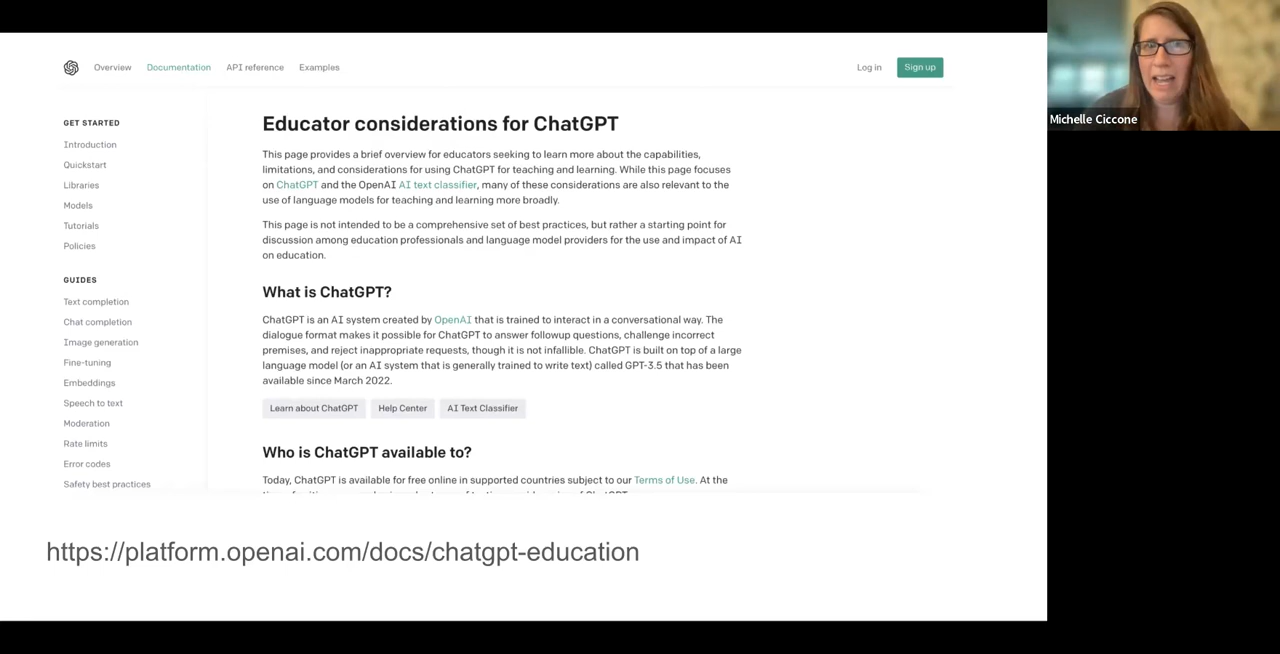 Overview Documentation API reference Examples Log in Sign up
GET STARTED
Introduction
Quickstart
Libraries
Models
Tutorials
Policies
GUIDES
Text completion
Chat completion
Image generation
Fine-tuning
Embeddings
Speech to text
Moderation
Rate limits
Error codes
Safety best practices
Educator considerations for ChatGPT
This page provides a brief overview for educators seeking to learn more about the capabilities,
limitations, and considerations for using ChatGPT for teaching and learning. While this page focuses
on ChatGPT and the OpenAI AI text classifier, many of these considerations are also relevant to the
use of language models for teaching and learning more broadly.
This page is not intended to be a comprehensive set of best practices, but rather a starting point for
discussion among education professionals and language model providers for the use and impact of AI
on education.
What is ChatGPT?
ChatGPT is an AI system created by OpenAI that is trained to interact in a conversational way. The
dialogue format makes it possible for ChatGPT to answer followup questions, challenge incorrect
premises, and reject inappropriate requests, though it is not infallible. ChatGPT is built on top of a large
language model (or an AI system that is generally trained to write text) called GPT-3.5 that has been
available since March 2022.
Learn about ChatGPT Help Center AI Text Classifier
Who is ChatGPT available to?
Today, ChatGPT is available for free online in supported countries subject to our Terms of Use. At the
https://platform.openai.com/docs/chatgpt-education
Michelle Ciccone